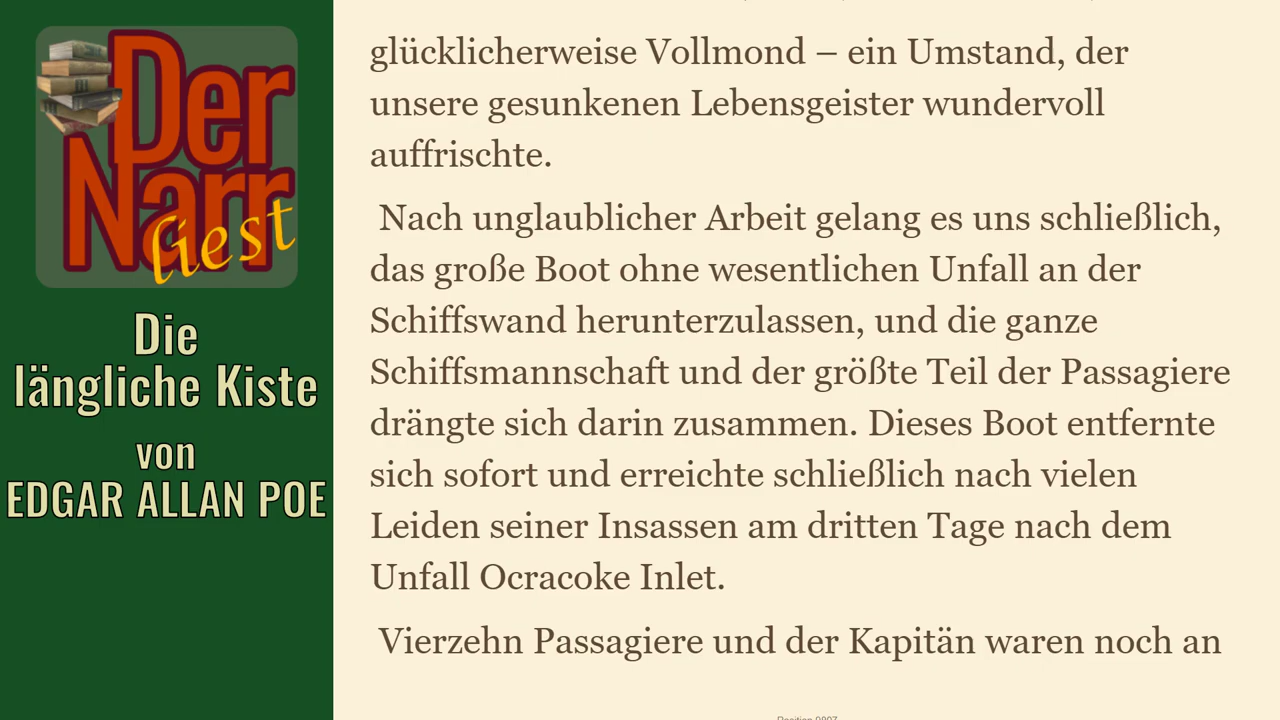 Der
Narr
liest
Die
längliche Kiste
von
EDGAR ALLAN POE
glücklicherweise Vollmond – ein Umstand, der
unsere gesunkenen Lebensgeister wundervoll
auffrischte.
Nach unglaublicher Arbeit gelang es uns schließlich,
das große Boot ohne wesentlichen Unfall an der
Schiffswand herunterzulassen, und die ganze
Schiffsmannschaft und der größte Teil der Passagiere
drängte sich darin zusammen. Dieses Boot entfernte
sich sofort und erreichte schließlich nach vielen
Leiden seiner Insassen am dritten Tage nach dem
Unfall Ocracoke Inlet.
Vierzehn Passagiere und der Kapitän waren noch an